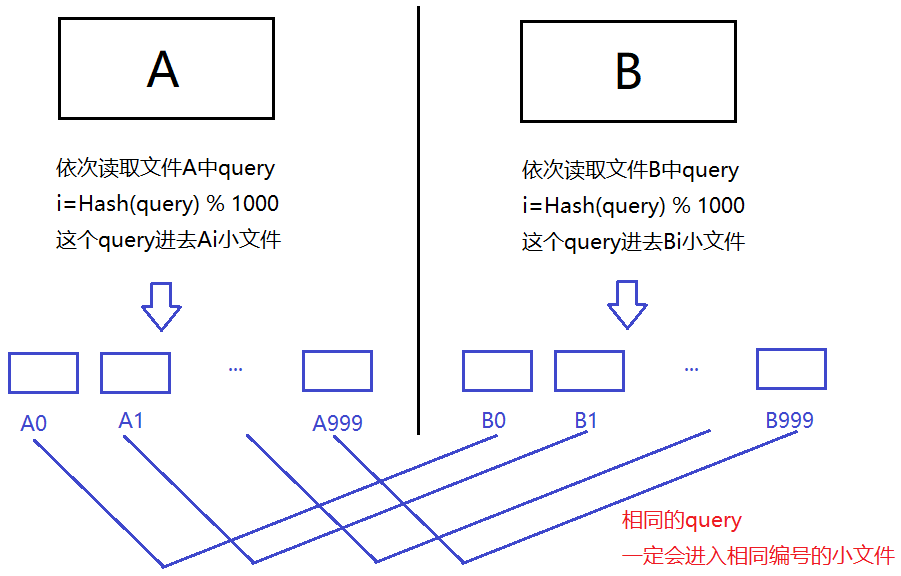 A
B
依次读取文件A中query
i=Hash(query) % 1000
这个query进去Ai小文件
依次读取文件B中query
i=Hash(query) % 1000
这个query进去Bi小文件
...
...
A0
A1
A999
B0
B1
B999
相同的query
一定会进入相同编号的小文件